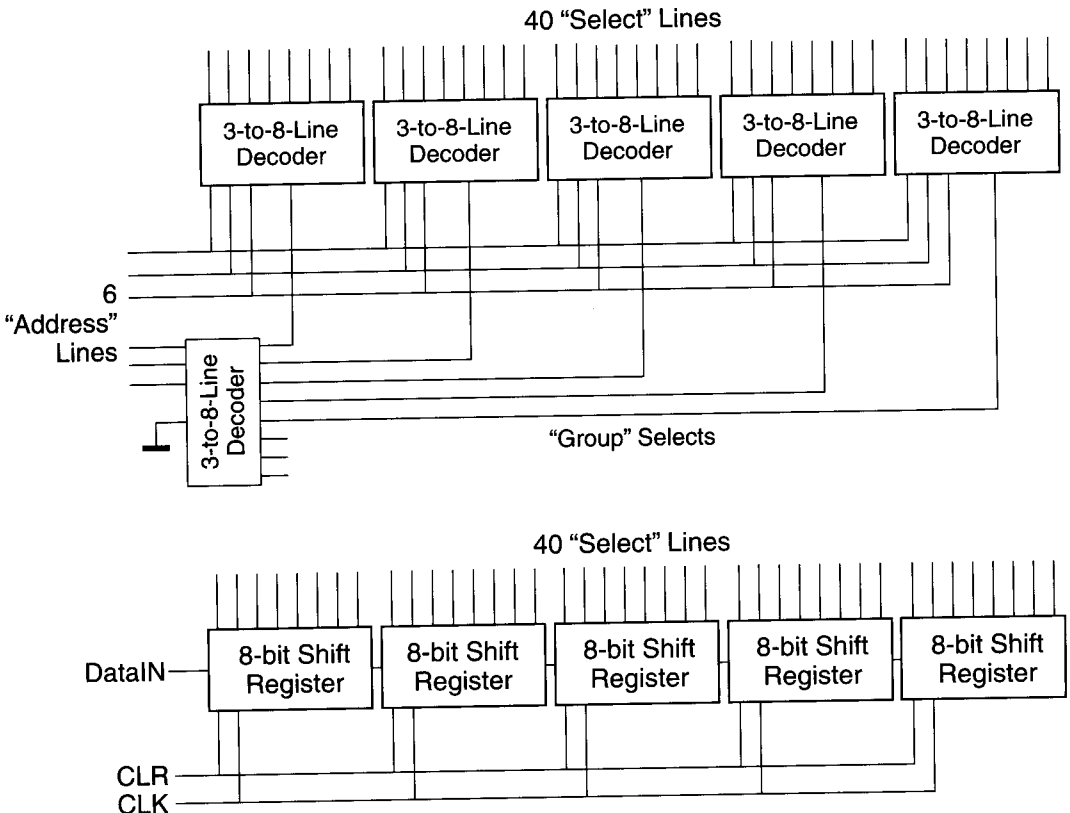 40 “Select” Lines
3-to-8-Line
Decoder
3-to-8-Line
Decoder
3-to-8-Line
Decoder
3-to-8-Line
Decoder
3-to-8-Line
Decoder
6
“Address”
Lines
3-to-8-Line
Decoder
“Group” Selects
40 “Select” Lines
DataIN
8-bit Shift
Register
8-bit Shift
Register
8-bit Shift
Register
8-bit Shift
Register
8-bit Shift
Register
CLR
CLK